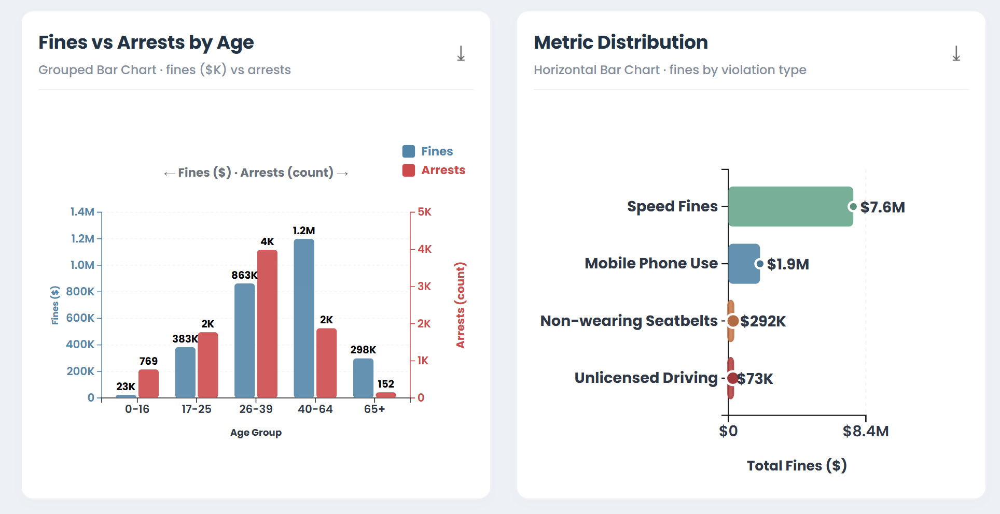 Fines vs Arrests by Age
Grouped Bar Chart · fines ($K) vs arrests
Fines
Arrests
← Fines ($) · Arrests (count) →
1.4M
1.2M
1.0M
800K
600K
400K
200K
0
Fines ($)
5K
4K
3K
2K
1K
0
Arrests (count)
23K
769
383K
2K
863K
4K
1.2M
2K
298K
152
0-16
17-25
26-39
40-64
65+
Age Group
Metric Distribution
Horizontal Bar Chart · fines by violation type
Speed Fines
$7.6M
Mobile Phone Use
$1.9M
Non-wearing Seatbelts
$292K
Unlicensed Driving
$73K
$0
$8.4M
Total Fines ($)